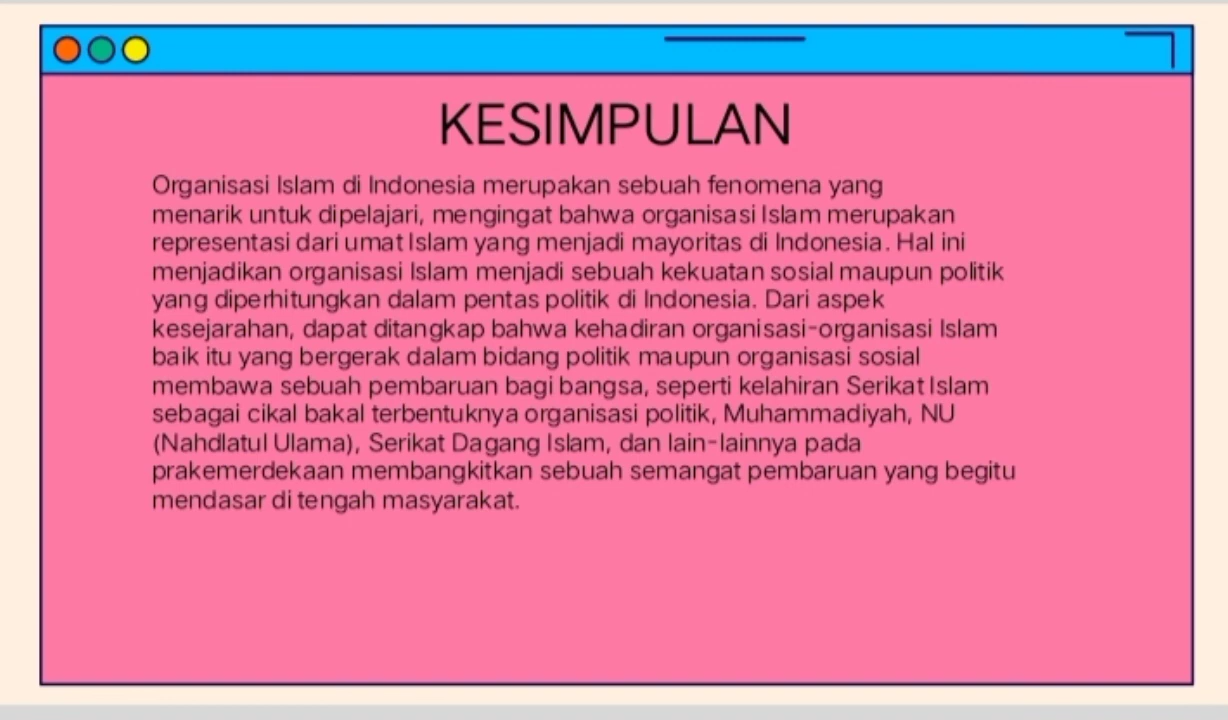 KESIMPULAN
Organisasi Islam di Indonesia merupakan sebuah fenomena yang
menarik untuk dipelajari, mengingat bahwa organisasi Islam merupakan
representasi dari umat Islam yang menjadi mayoritas di Indonesia. Hal ini
menjadikan organisasi Islam menjadi sebuah kekuatan sosial maupun politik
yang diperhitungkan dalam pentas politik di Indonesia. Dari aspek
kesejarahan, dapat ditangkap bahwa kehadiran organisasi-organisasi Islam
baik itu yang bergerak dalam bidang politik maupun organisasi sosial
membawa sebuah pembaruan bagi bangsa, seperti kelahiran Serikat Islam
sebagai cikal bakal terbentuknya organisasi politik, Muhammadiyah, NU
(Nahdlatul Ulama), Serikat Dagang Islam, dan lain-lainnya pada
prakemerdekaan membangkitkan sebuah semangat pembaruan yang begitu
mendasar di tengah masyarakat.